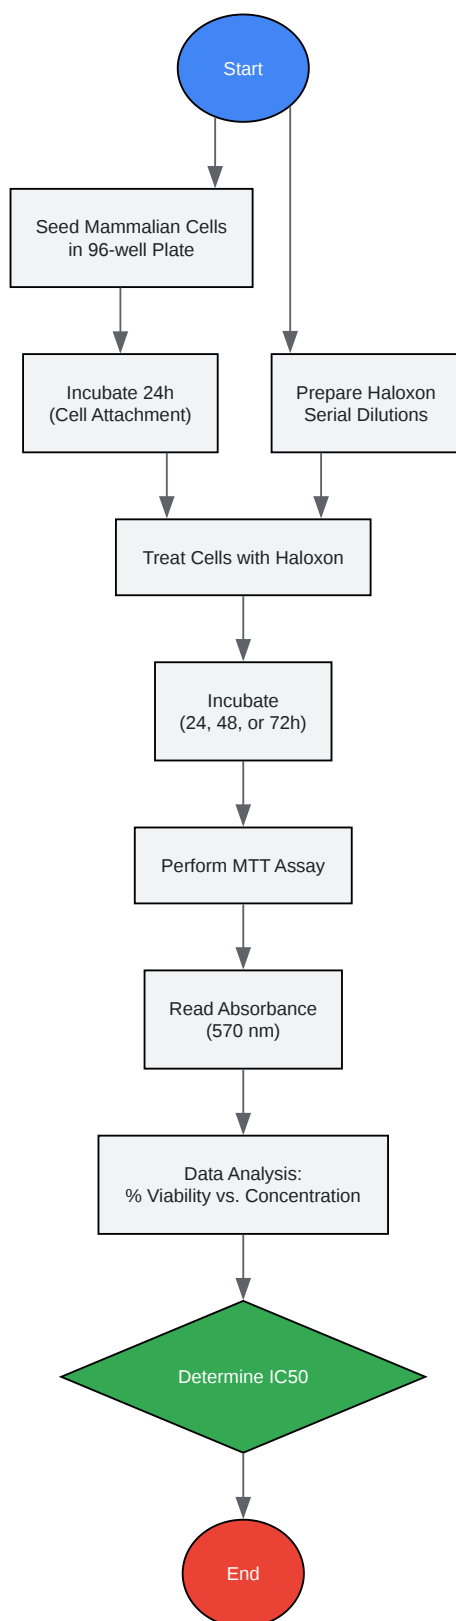 Start
Seed Mammalian Cells
in 96-well Plate
Incubate 24h
(Cell Attachment)
Prepare Haloxon
Serial Dilutions
Treat Cells with Haloxon
Incubate
(24, 48, or 72h)
Perform MTT Assay
Read Absorbance
(570 nm)
Data Analysis:
% Viability vs. Concentration
Determine IC50
End